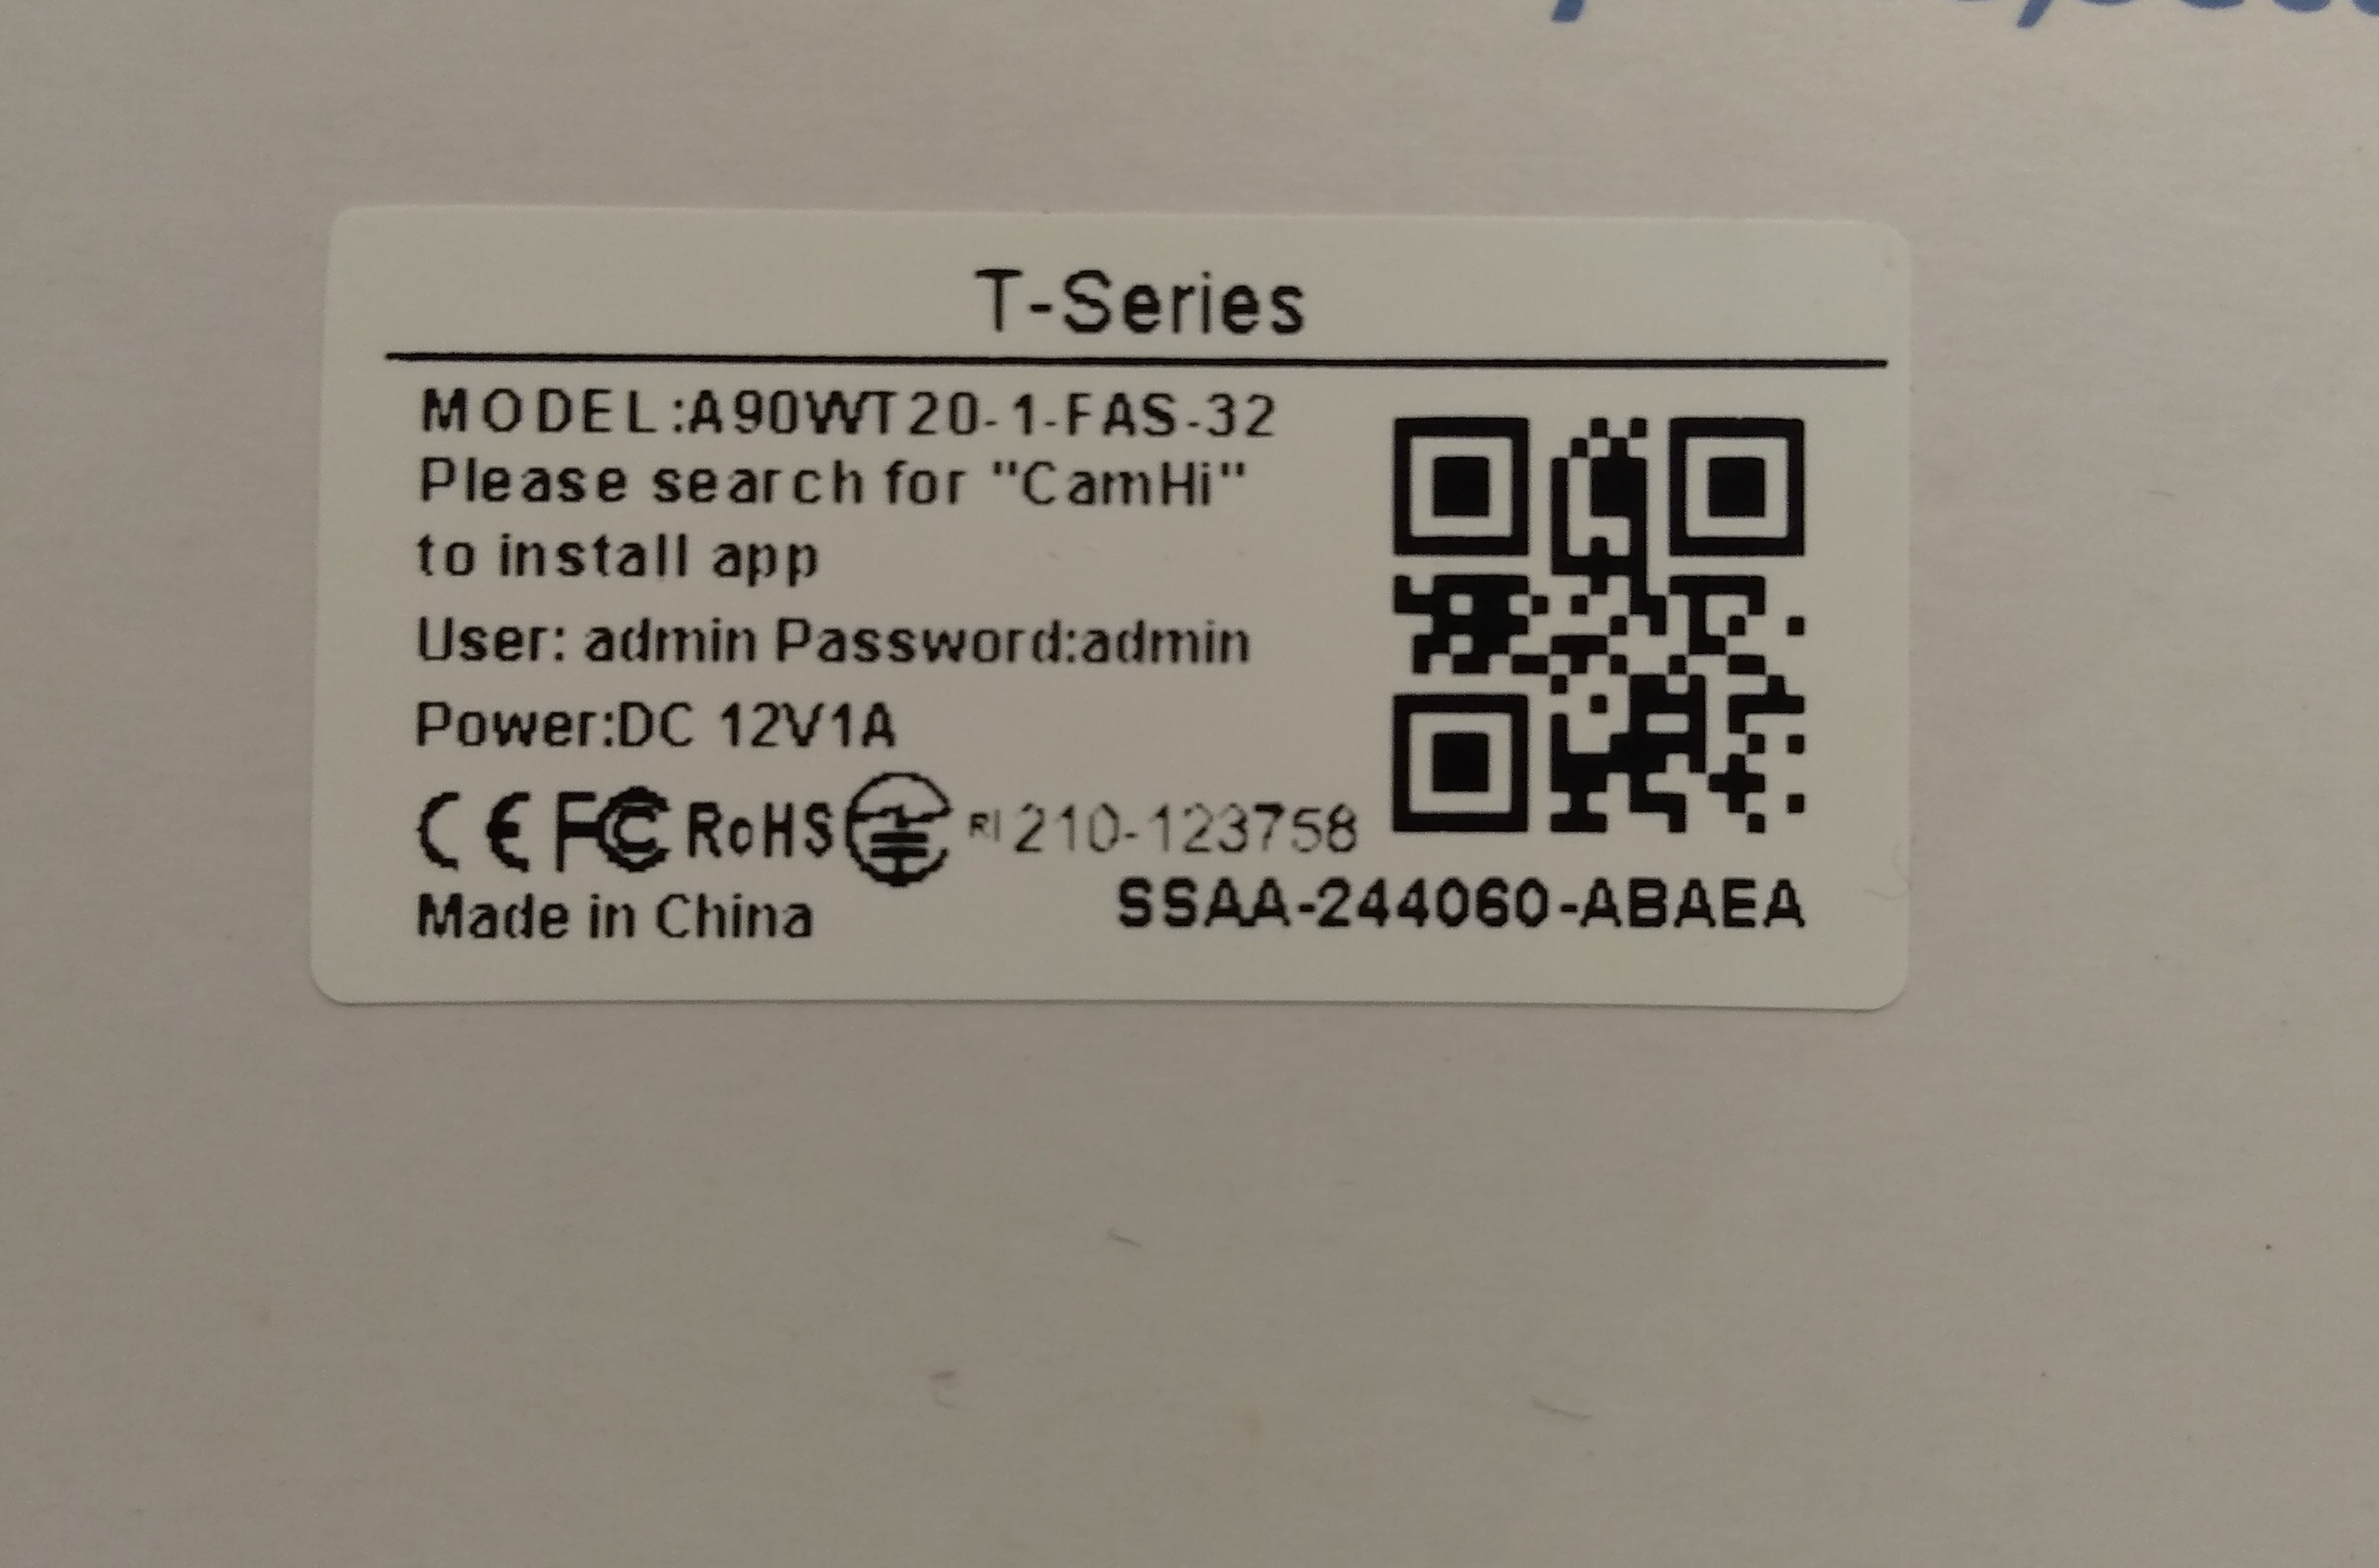 T-Series
MODEL:A90WT20-1-FAS-32
Please search for "CamHi"
to install app
User: admin Password:admin
Power:DC 12V1A
CE FC RoHS RI 210-123758
Made in China
SSAA-244060-ABAEA